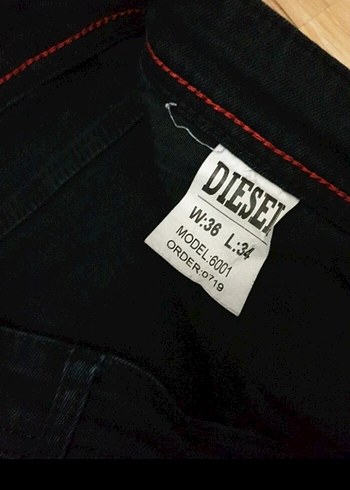 DIESEL
W:36 L:34
MODEL:6001
ORDER:0719